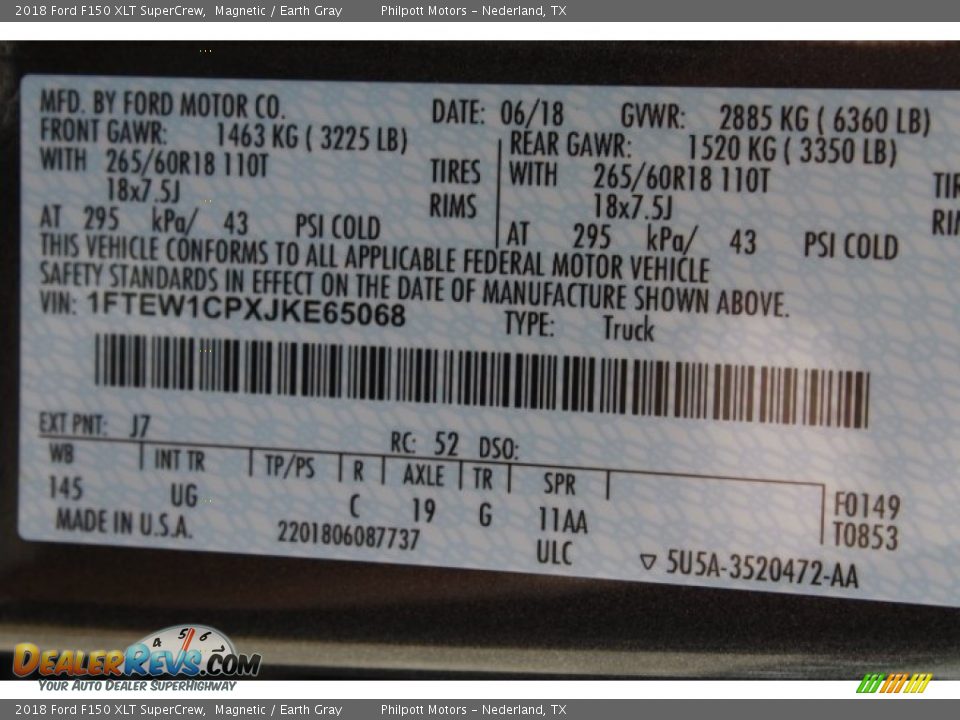 2018 Ford F150 XLT SuperCrew, Magnetic / Earth Gray Philpott Motors - Nederland, TX
MFD. BY FORD MOTOR CO. DATE: 06/18 GVWR: 2885 KG ( 6360 LB)
FRONT GAWR: 1463 KG ( 3225 LB) REAR GAWR: 1520 KG ( 3350 LB)
WITH 265/60R18 110T TIRES WITH 265/60R18 110T TIR
18x7.5J RIMS 18x7.5J RIM
AT 295 kPa/ 43 PSI COLD AT 295 kPa/ 43 PSI COLD
THIS VEHICLE CONFORMS TO ALL APPLICABLE FEDERAL MOTOR VEHICLE
SAFETY STANDARDS IN EFFECT ON THE DATE OF MANUFACTURE SHOWN ABOVE.
VIN: 1FTEW1CPXJKE65068 TYPE: Truck
EXT PNT: J7 RC: 52 DSO:
WB INT TR TP/PS R AXLE TR SPR
145 UG C 19 G 11AA F0149
MADE IN U.S.A. 2201806087737 ULC T0853
5U5A-3520472-AA
4 5 6
DEALERREVS.COM
YOUR AUTO DEALER SUPERHIGHWAY
2018 Ford F150 XLT SuperCrew, Magnetic / Earth Gray Philpott Motors - Nederland, TX